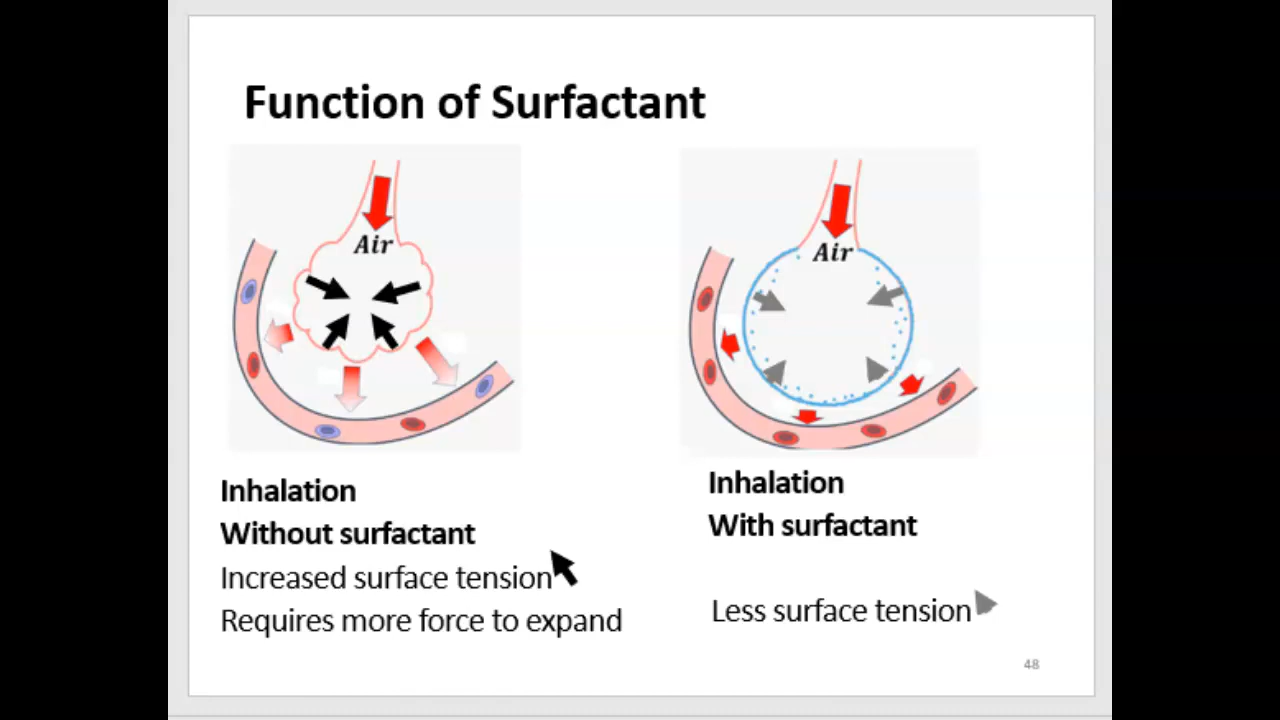 Function of Surfactant
Air
Air
Inhalation
Without surfactant
Increased surface tension
Requires more force to expand
Inhalation
With surfactant
Less surface tension
48